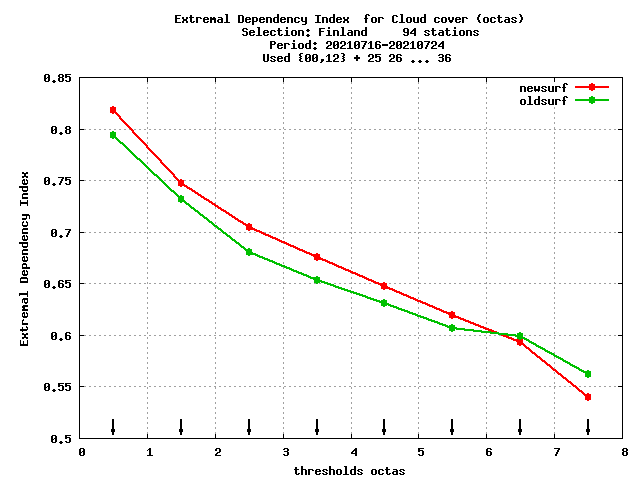 Extremal Dependency Index  for Cloud cover (octas)
Selection: Finland     94 stations
Period: 20210716-20210724
Used {00,12} + 25 26 ... 36
newsurf
oldsurf
Extremal Dependency Index
0.85
0.8
0.75
0.7
0.65
0.6
0.55
0.5
0 1 2 3 4 5 6 7 8
thresholds octas